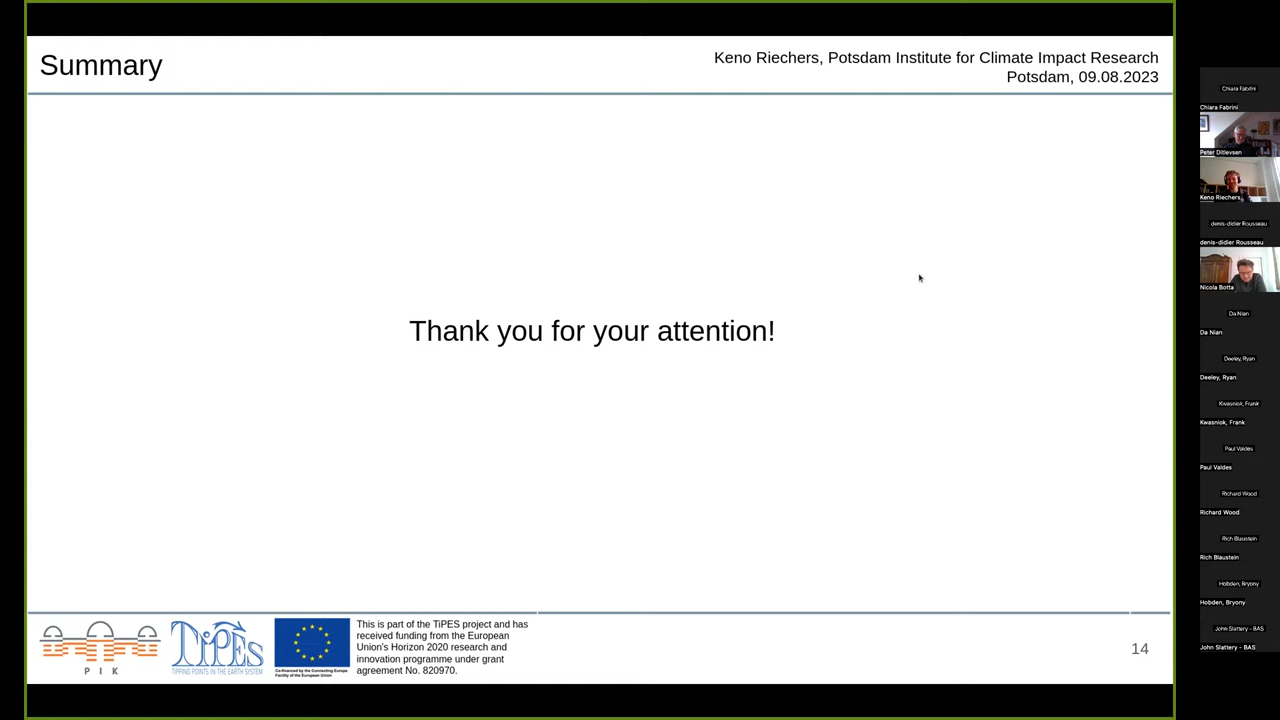 Summary
Keno Riechers, Potsdam Institute for Climate Impact Research
Potsdam, 09.08.2023
Thank you for your attention!
PIK
TiPES
TIPPING POINTS IN THE EARTH SYSTEM
Co-financed by the Connecting Europe
Facility of the European Union
This is part of the TiPES project and has
received funding from the European
Union's Horizon 2020 research and
innovation programme under grant
agreement No. 820970.
14
Chiara Fabrini
Chiara Fabrini
Peter Ditlevsen
Keno Riechers
denis-didier Rousseau
denis-didier Rousseau
Nicola Botta
Da Nian
Da Nian
Deeley, Ryan
Deeley, Ryan
Kwasniok, Frank
Kwasniok, Frank
Paul Valdes
Paul Valdes
Richard Wood
Richard Wood
Rich Blaustein
Rich Blaustein
Hobden, Bryony
Hobden, Bryony
John Slattery - BAS
John Slattery - BAS